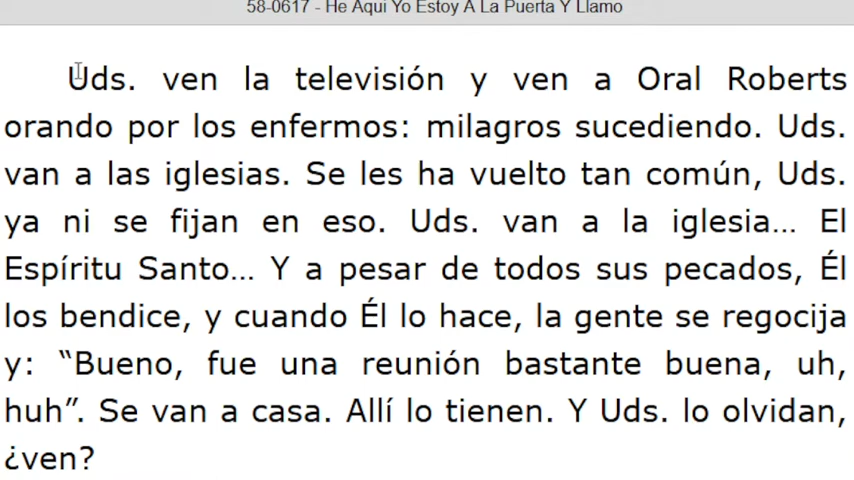 58-0617 - He Aqui Yo Estoy A La Puerta Y Llamo
Uds. ven la televisión y ven a Oral Roberts
orando por los enfermos: milagros sucediendo. Uds.
van a las iglesias. Se les ha vuelto tan común, Uds.
ya ni se fijan en eso. Uds. van a la iglesia… El
Espíritu Santo… Y a pesar de todos sus pecados, Él
los bendice, y cuando Él lo hace, la gente se regocija
y: “Bueno, fue una reunión bastante buena, uh,
huh”. Se van a casa. Allí lo tienen. Y Uds. lo olvidan,
¿ven?